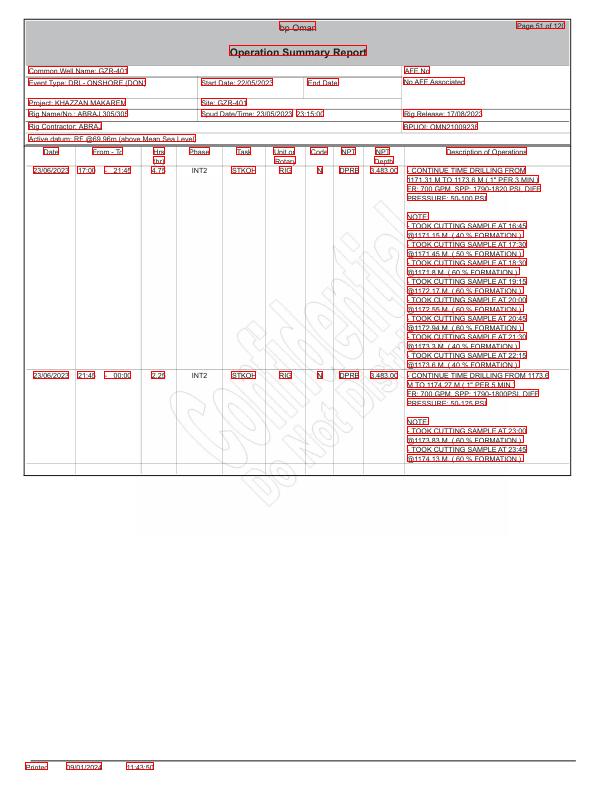 bp Oman
Page 51 of 120
Operation Summary Report
Common Well Name: GZR-401
AFE No
Event Type: DRL- ONSHORE (DON)
Start Date: 22/05/2023
End Date
No AFE Associated
Project: KHAZZAN MAKAREM
Site: GZR-401
Rig Name/No.: ABRAJ 305/305
Spud Date/Time: 23/05/2023 23:15:00
Rig Release: 17/08/2023
Rig Contractor: ABRAJ
BPUOI: OMN21009236
Active datum: RF @69.96m (above Mean Sea Level)
Date From - To Hrs (hr) Phase Task Unit or Rotary Code NPT NPT Depth Description of Operations
23/06/2023 17:00 - 21:45 4.75 INT2 STKOH RIG N DPRB 3,483.00 - CONTINUE TIME DRILLING FROM
1171.31 M TO 1173.6 M ( 1" PER 3 MIN.)
FR: 700 GPM, SPP: 1790-1820 PSI, DIFF
PRESSURE: 50-100 PSI
NOTE:
- TOOK CUTTING SAMPLE AT 16:45
@1171.15 M. ( 40 % FORMATION ).
- TOOK CUTTING SAMPLE AT 17:30
@1171.45 M. ( 50 % FORMATION ).
- TOOK CUTTING SAMPLE AT 18:30
@1171.8 M. ( 60 % FORMATION ).
- TOOK CUTTING SAMPLE AT 19:15
@1172.17 M. ( 60 % FORMATION ).
- TOOK CUTTING SAMPLE AT 20:00
@1172.55 M. ( 60 % FORMATION ).
- TOOK CUTTING SAMPLE AT 20:45
@1172.94 M. ( 60 % FORMATION ).
- TOOK CUTTING SAMPLE AT 21:30
@1173.3 M. ( 40 % FORMATION ).
- TOOK CUTTING SAMPLE AT 22:15
@1173.6 M. ( 60 % FORMATION ).
23/06/2023 21:45 - 00:00 2.25 INT2 STKOH RIG N DPRB 3,483.00 - CONTINUE TIME DRILLING FROM 1173.6
M TO 1174.27 M ( 1" PER 5 MIN.)
FR: 700 GPM, SPP: 1790-1800PSI, DIFF
PRESSURE: 50-125 PSI
NOTE:
- TOOK CUTTING SAMPLE AT 23:00
@1173.83 M. ( 60 % FORMATION ).
- TOOK CUTTING SAMPLE AT 23:45
@1174.13 M. ( 60 % FORMATION ).
Confidential
Do Not Distri
Printed 09/01/2024 11:43:50